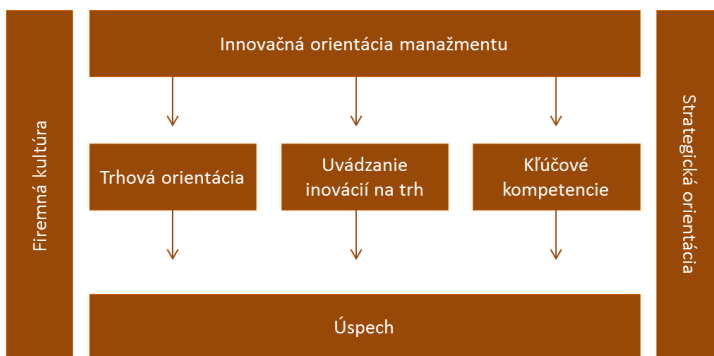 Innovačná orientácia manažmentu
Firemná kultúra
Strategická orientácia
Trhová orientácia
Uvádzanie
inovácií na trh
Kľúčové
kompetencie
Úspech